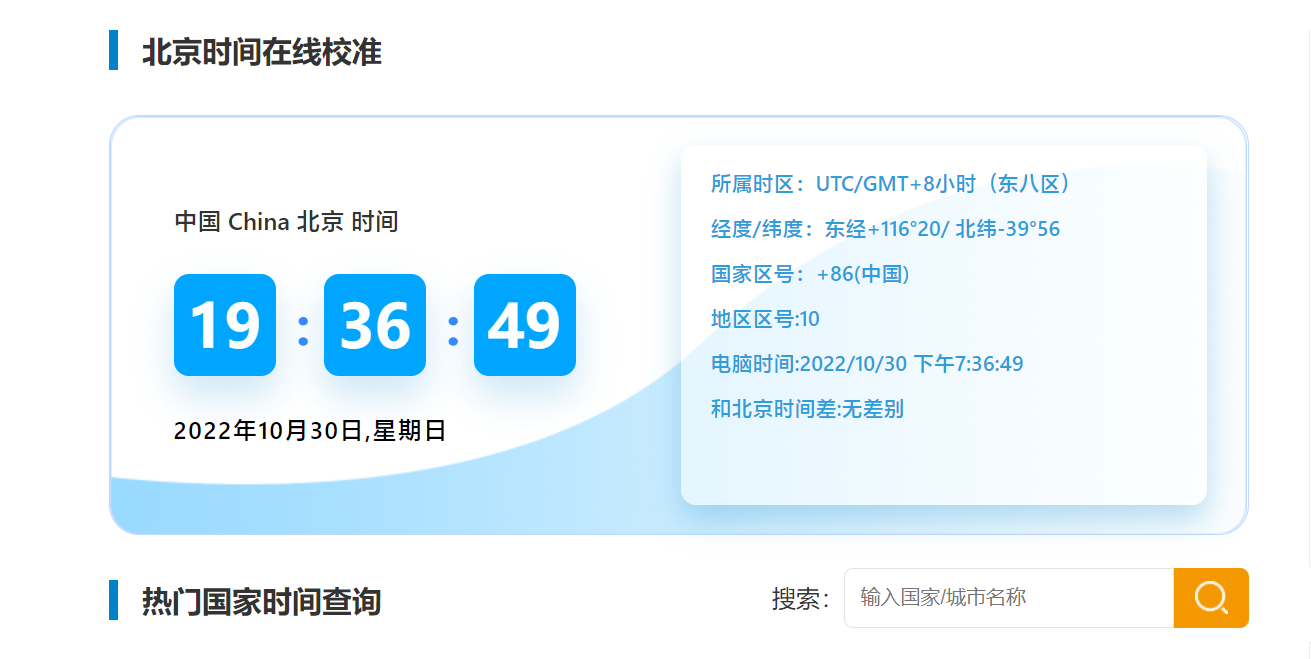 北京时间在线校准
中国 China 北京 时间
19 : 36 : 49
2022年10月30日,星期日
所属时区：UTC/GMT+8小时（东八区）
经度/纬度：东经+116°20/ 北纬-39°56
国家区号：+86(中国)
地区区号:10
电脑时间:2022/10/30 下午7:36:49
和北京时间差:无差别
热门国家时间查询
搜索：
输入国家/城市名称